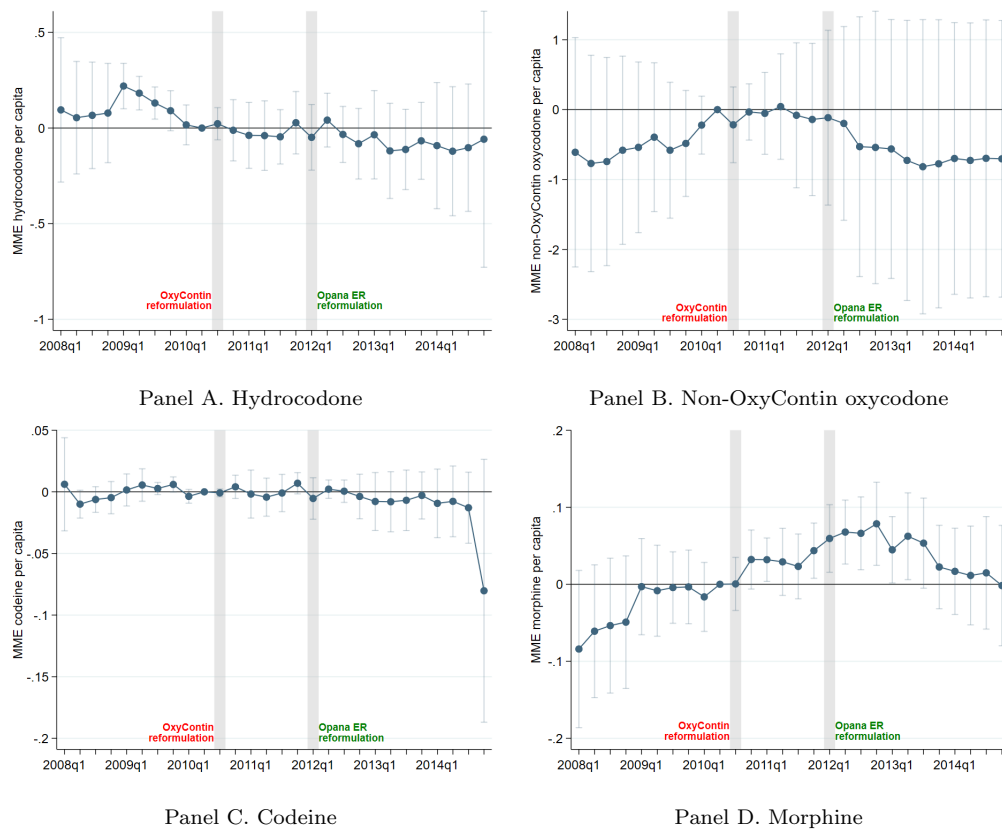 MME hydrocodone per capita
.5
0
-.5
-1
OxyContin
reformulation
Opana ER
reformulation
2008q1 2009q1 2010q1 2011q1 2012q1 2013q1 2014q1
Panel A. Hydrocodone
MME non-OxyContin oxycodone per capita
1
0
-1
-2
-3
OxyContin
reformulation
Opana ER
reformulation
2008q1 2009q1 2010q1 2011q1 2012q1 2013q1 2014q1
Panel B. Non-OxyContin oxycodone
MME codeine per capita
.05
0
-.05
-.1
-.15
-.2
OxyContin
reformulation
Opana ER
reformulation
2008q1 2009q1 2010q1 2011q1 2012q1 2013q1 2014q1
Panel C. Codeine
MME morphine per capita
.2
.1
0
-.1
-.2
OxyContin
reformulation
Opana ER
reformulation
2008q1 2009q1 2010q1 2011q1 2012q1 2013q1 2014q1
Panel D. Morphine